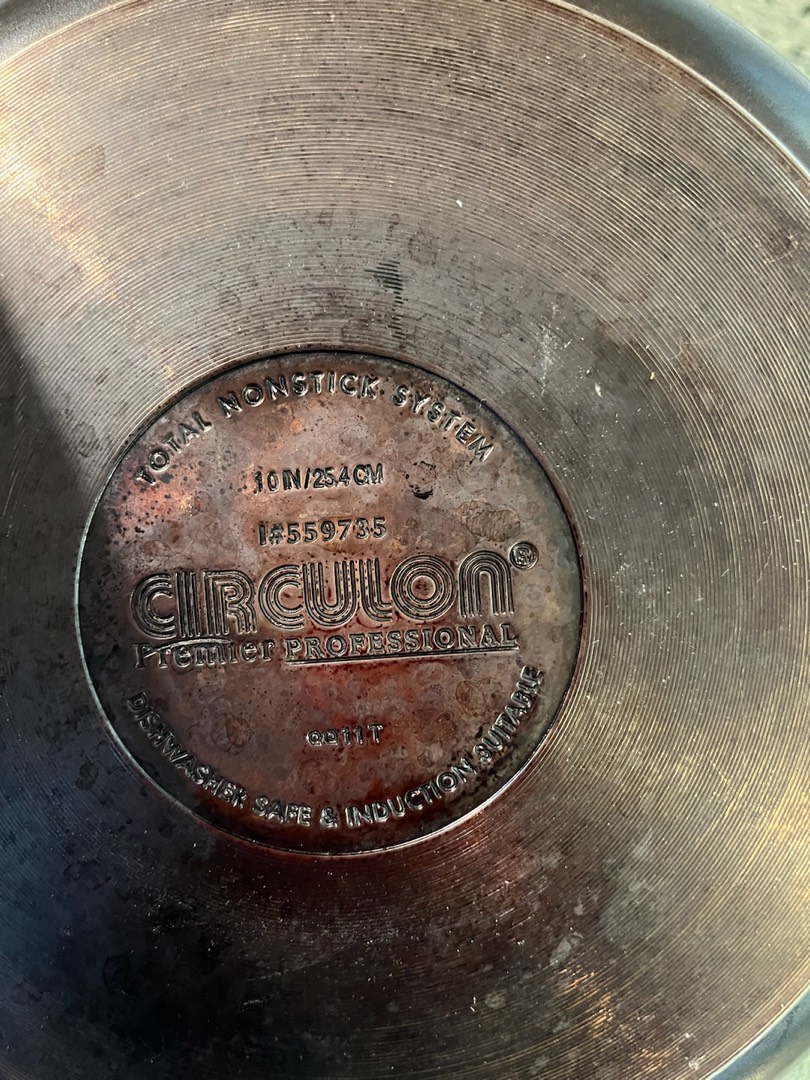 TOTAL NONSTICK SYSTEM
10 IN/25.4 CM
I#559735
CIRCULON®
Premier PROFESSIONAL
DISHWASHER SAFE & INDUCTION SUITABLE